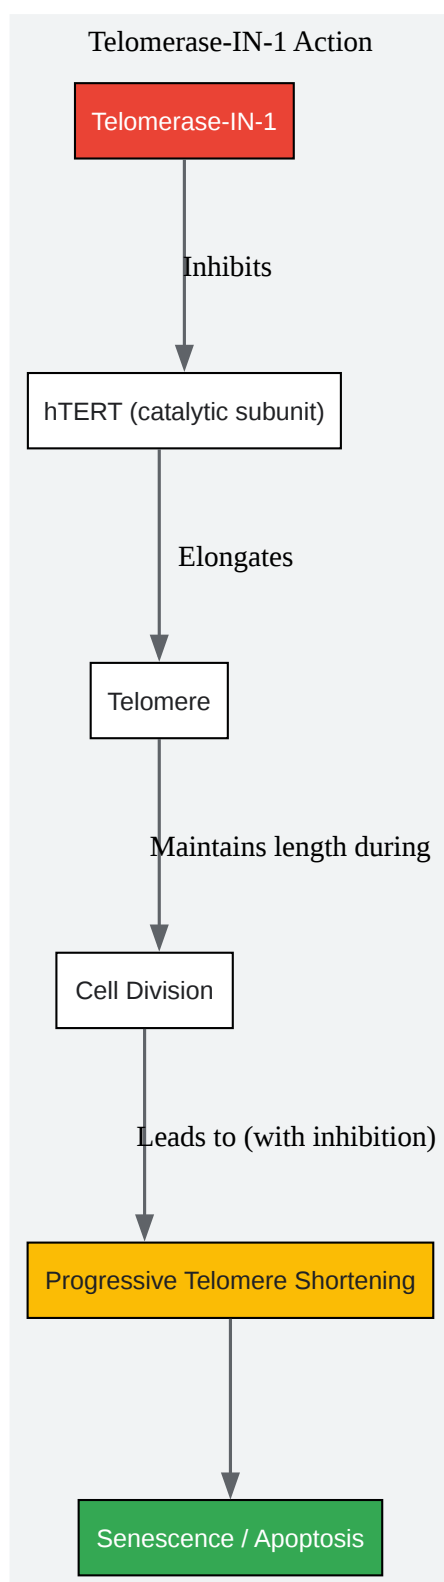 Telomerase-IN-1 Action
Telomerase-IN-1
Inhibits
hTERT (catalytic subunit)
Elongates
Telomere
Maintains length during
Cell Division
Leads to (with inhibition)
Progressive Telomere Shortening
Senescence / Apoptosis